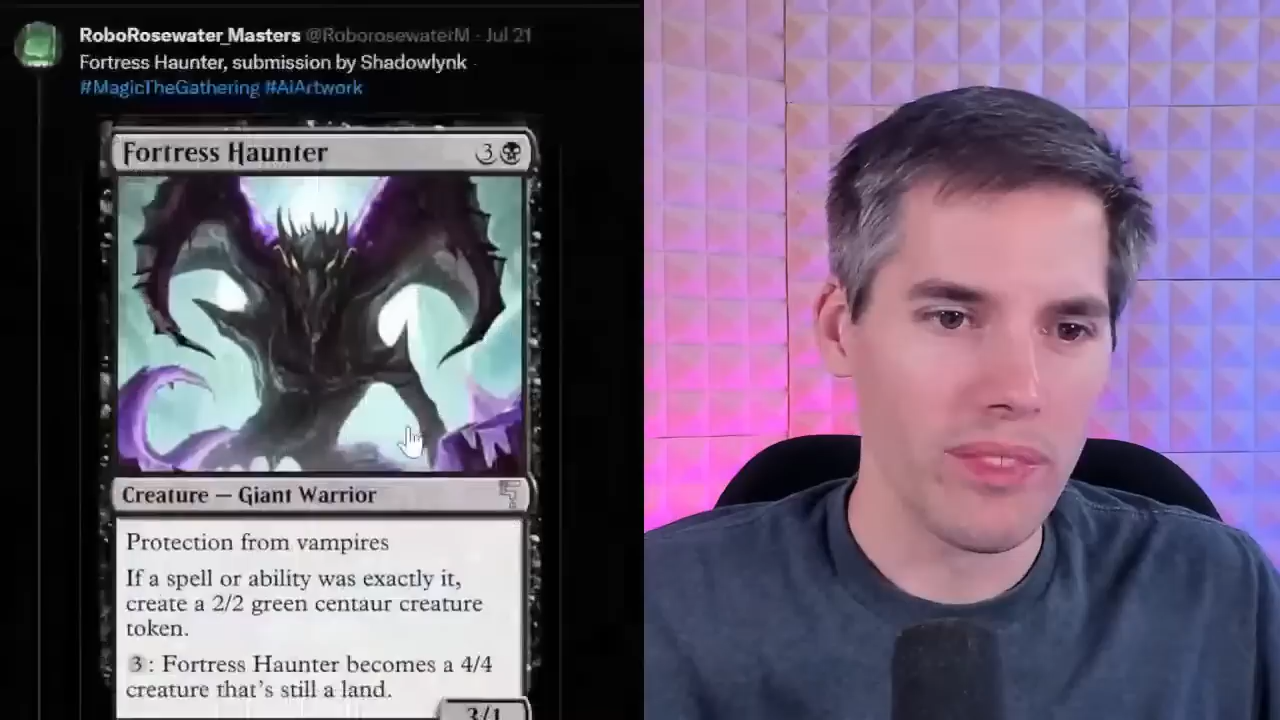 RoboRosewater_Masters @RoborosewaterM · Jul 21
Fortress Haunter, submission by Shadowlynk
#MagicTheGathering #AiArtwork
Fortress Haunter 3
Creature — Giant Warrior
Protection from vampires
If a spell or ability was exactly it,
create a 2/2 green centaur creature
token.
3: Fortress Haunter becomes a 4/4
creature that's still a land.
3/1